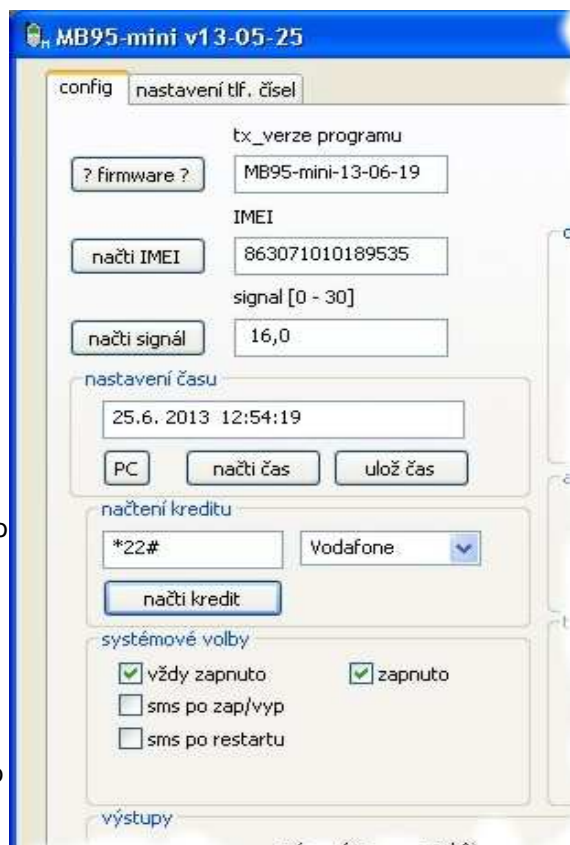 MB95-mini v13-05-25
config nastavení tlf. čísel
tx_verze programu
? firmware ? MB95-mini-13-06-19
IMEI
načti IMEI 863071010189535
signal [0 - 30]
načti signál 16,0
nastavení času
25.6. 2013 12:54:19
PC načti čas ulož čas
načtení kreditu
*22# Vodafone
načti kredit
systémové volby
vždy zapnuto zapnuto
sms po zap/vyp
sms po restartu
výstupy